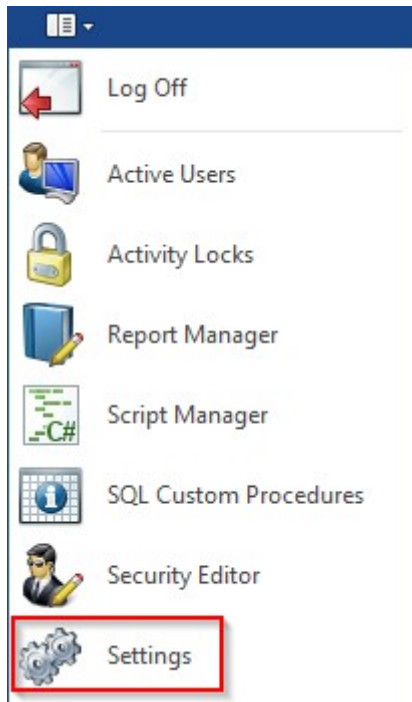 Log Off
Active Users
Activity Locks
Report Manager
C#
Script Manager
SQL Custom Procedures
Security Editor
Settings